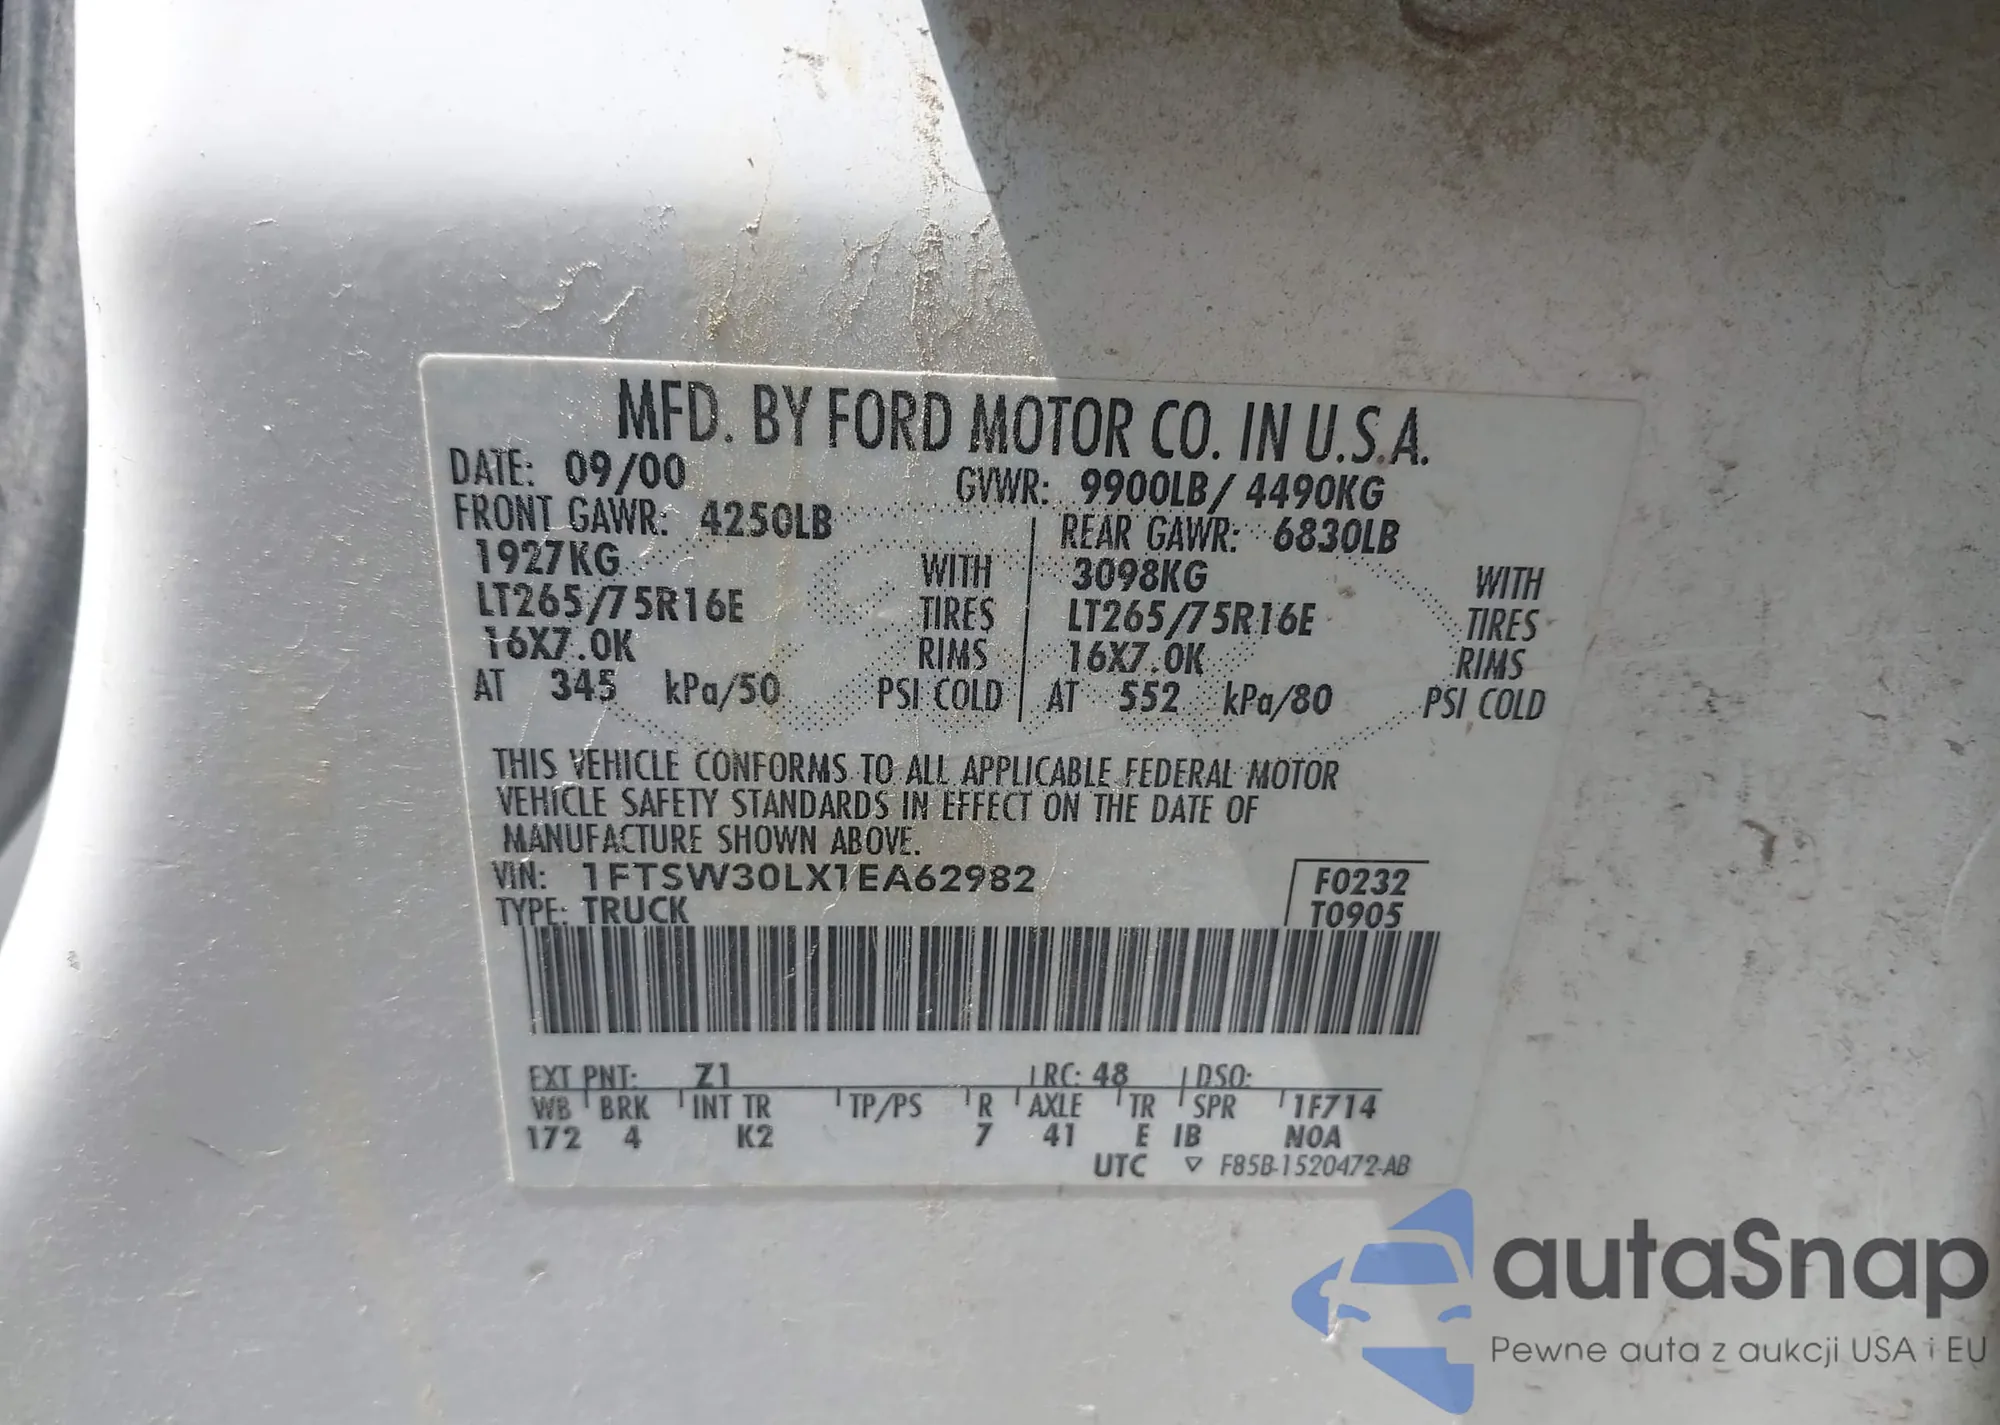 MFD. BY FORD MOTOR CO. IN U.S.A.
DATE: 09/00 GVWR: 9900LB/ 4490KG
FRONT GAWR: 4250LB REAR GAWR: 6830LB
1927KG WITH 3098KG WITH
LT265/75R16E TIRES LT265/75R16E TIRES
16X7.0K RIMS 16X7.0K RIMS
AT 345 kPa/50 PSI COLD AT 552 kPa/80 PSI COLD
THIS VEHICLE CONFORMS TO ALL APPLICABLE FEDERAL MOTOR
VEHICLE SAFETY STANDARDS IN EFFECT ON THE DATE OF
MANUFACTURE SHOWN ABOVE.
VIN: 1FTSW30LX1EA62982 F0232
TYPE: TRUCK T0905
EXT PNT: Z1 RC: 48 DSO:
WB BRK INT TR TP/PS R AXLE TR SPR 1F714
172 4 K2 7 41 E IB NOA
UTC ▽ F85B-1520472-AB
autaSnap
Pewne auta z aukcji USA i EU